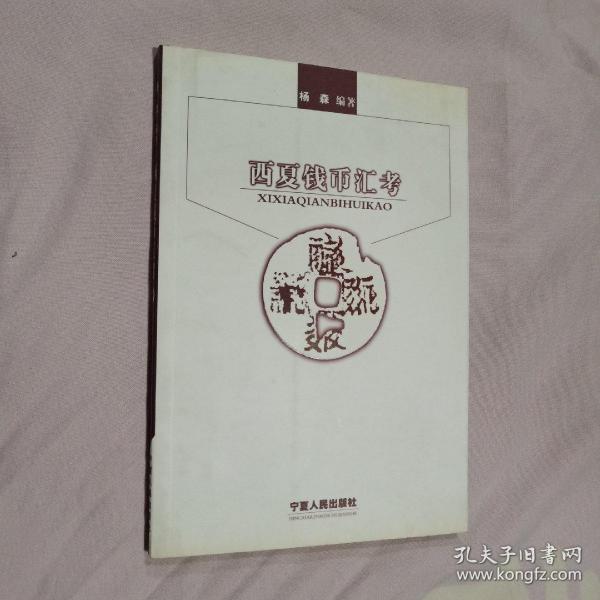 杨森 编著
西夏钱币汇考
XIXIAQIANBIHUIKAO
宁夏人民出版社
孔夫子旧書网
www.kongfz.com